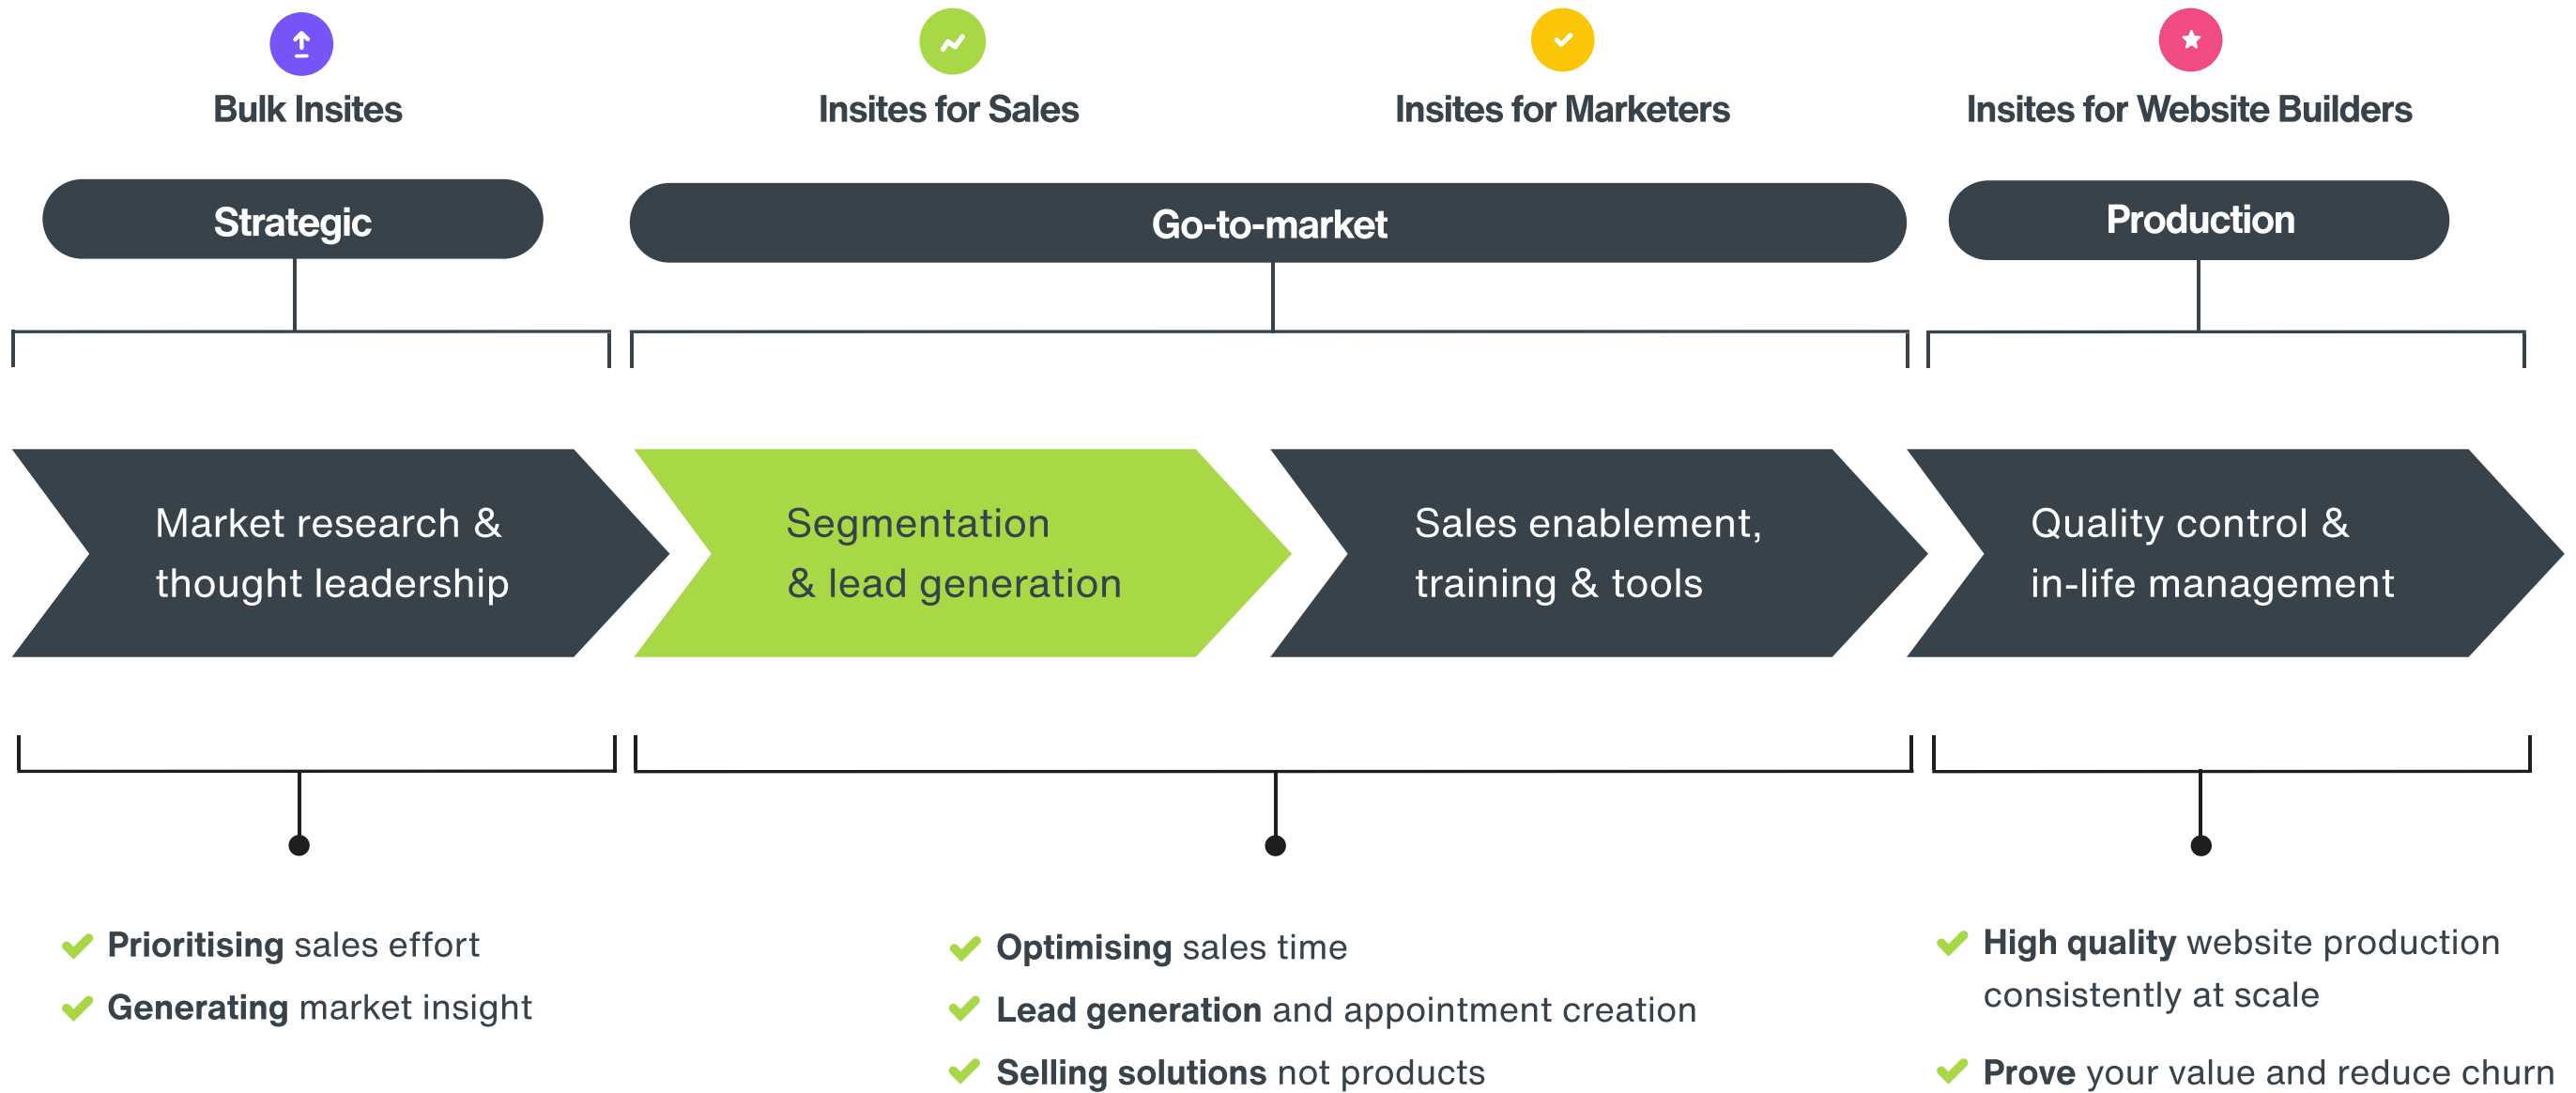 Bulk Insites
Insites for Sales
Insites for Marketers
Insites for Website Builders
Strategic
Go-to-market
Production
Market research &
thought leadership
Segmentation
& lead generation
Sales enablement,
training & tools
Quality control &
in-life management
Prioritising sales effort
Generating market insight
Optimising sales time
Lead generation and appointment creation
Selling solutions not products
High quality website production
consistently at scale
Prove your value and reduce churn